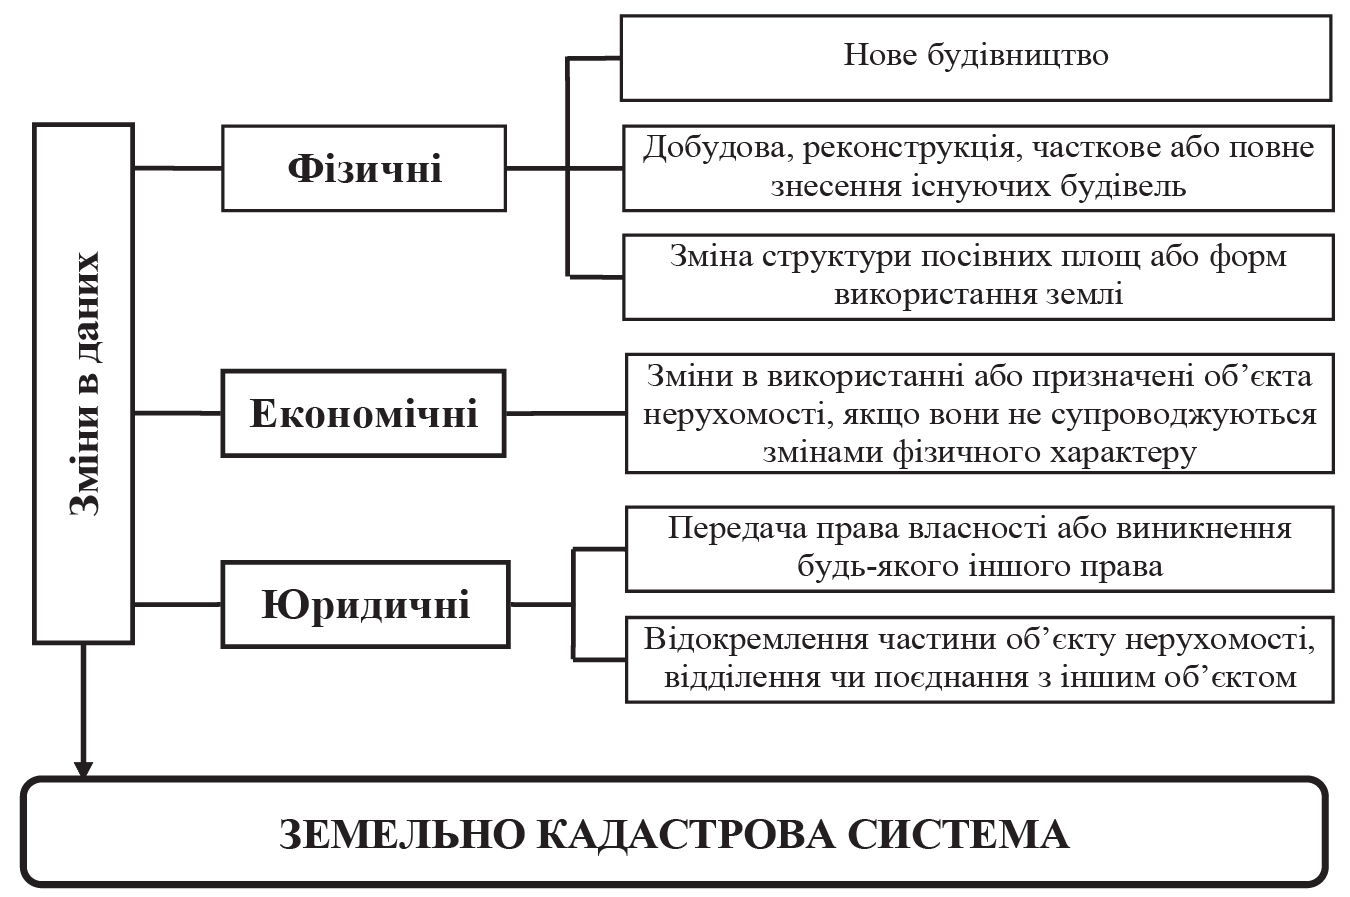 Зміни в даних
Фізичні
Нове будівництво
Добудова, реконструкція, часткове або повне
знесення існуючих будівель
Зміна структури посівних площ або форм
використання землі
Економічні
Зміни в використанні або призначені об’єкта
нерухомості, якщо вони не супроводжуються
змінами фізичного характеру
Юридичні
Передача права власності або виникнення
будь-якого іншого права
Відокремлення частини об’єкту нерухомості,
відділення чи поєднання з іншим об’єктом
ЗЕМЕЛЬНО КАДАСТРОВА СИСТЕМА